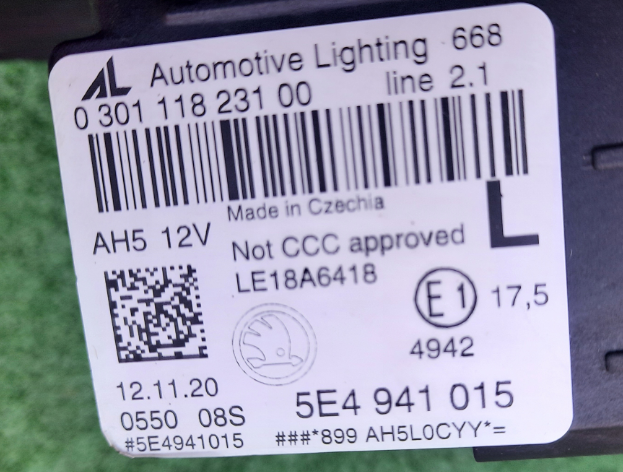 AL Automotive Lighting 668
0 301 118 231 00 line 2.1
Made in Czechia
AH5 12V
L
Not CCC approved
LE18A6418
E1 17,5
4942
12.11.20
0550 08S
5E4 941 015
#5E4941015 ###*899 AH5L0CYY*=